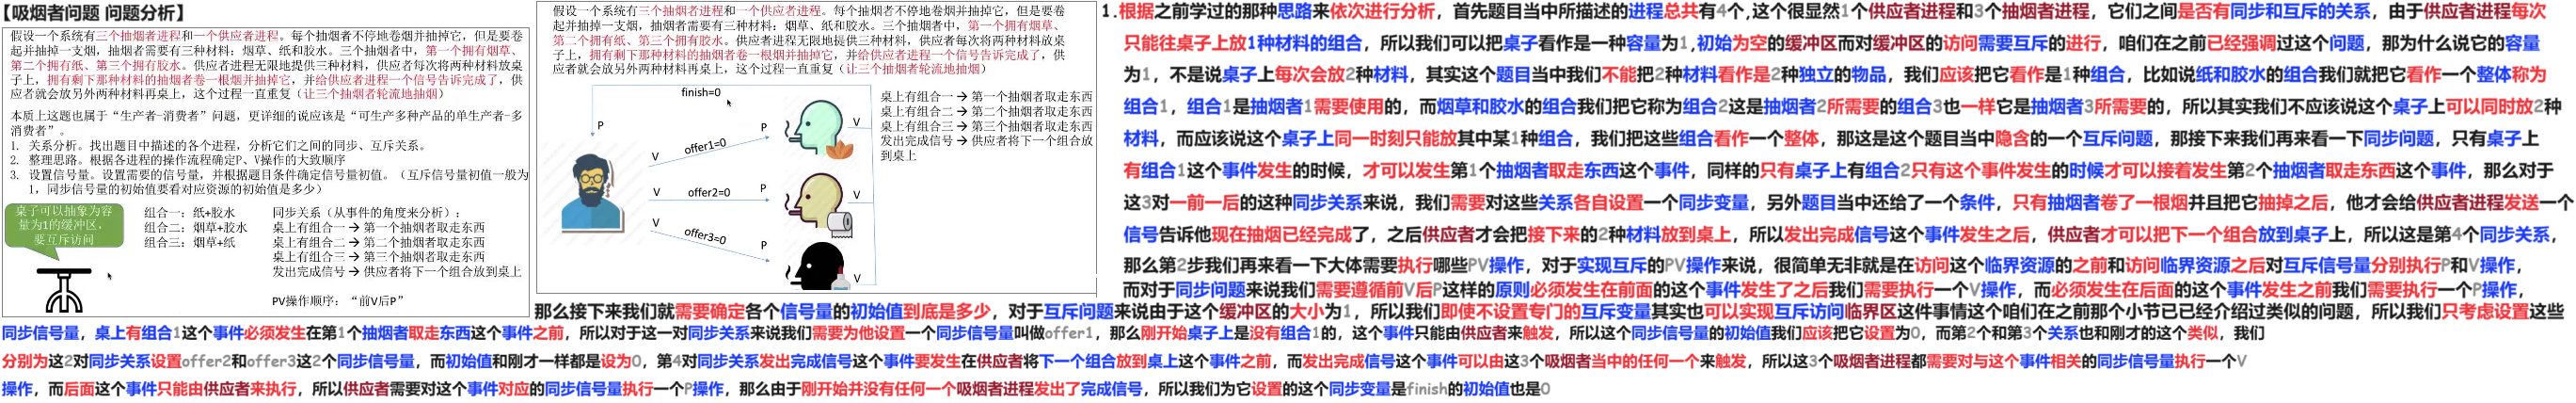 【吸烟者问题 问题分析】
假设一个系统有三个抽烟者进程和一个供应者进程。每个抽烟者不停地卷烟并抽掉它，但是要卷
起并抽掉一支烟，抽烟者需要有三种材料：烟草、纸和胶水。三个抽烟者中，第一个拥有烟草、
第二个拥有纸、第三个拥有胶水。供应者进程无限地提供三种材料，供应者每次将两种材料放桌
子上，拥有剩下那种材料的抽烟者卷一根烟并抽掉它，并给供应者进程一个信号告诉完成了，供
应者就会放另外两种材料再桌上，这个过程一直重复（让三个抽烟者轮流地抽烟）
本质上这题也属于“生产者-消费者”问题，更详细的说应该是“可生产多种产品的单生产者-多
消费者”。
1. 关系分析。找出题目中描述的各个进程，分析它们之间的同步、互斥关系。
2. 整理思路。根据各进程的操作流程确定P、V操作的大致顺序
3. 设置信号量。设置需要的信号量，并根据题目条件确定信号量初值。（互斥信号量初值一般为
1，同步信号量的初始值要看对应资源的初始值是多少）
桌子可以抽象为容
量为1的缓冲区，
要互斥访问
组合一：纸+胶水
组合二：烟草+胶水
组合三：烟草+纸
同步关系（从事件的角度来分析）：
桌上有组合一 → 第一个抽烟者取走东西
桌上有组合二 → 第二个抽烟者取走东西
桌上有组合三 → 第三个抽烟者取走东西
发出完成信号 → 供应者将下一个组合放到桌上
PV操作顺序：“前V后P”
假设一个系统有三个抽烟者进程和一个供应者进程。每个抽烟者不停地卷烟并抽掉它，但是要卷
起并抽掉一支烟，抽烟者需要有三种材料：烟草、纸和胶水。三个抽烟者中，第一个拥有烟草、
第二个拥有纸、第三个拥有胶水。供应者进程无限地提供三种材料，供应者每次将两种材料放桌
子上，拥有剩下那种材料的抽烟者卷一根烟并抽掉它，并给供应者进程一个信号告诉完成了，供
应者就会放另外两种材料再桌上，这个过程一直重复（让三个抽烟者轮流地抽烟）
finish=0
P
V
offer1=0
P
V
V
offer2=0
P
V
V
offer3=0
P
V
桌上有组合一 → 第一个抽烟者取走东西
桌上有组合二 → 第二个抽烟者取走东西
桌上有组合三 → 第三个抽烟者取走东西
发出完成信号 → 供应者将下一个组合放
到桌上
1.根据之前学过的那种思路来依次进行分析，首先题目当中所描述的进程总共有4个,这个很显然1个供应者进程和3个抽烟者进程，它们之间是否有同步和互斥的关系，由于供应者进程每次
只能往桌子上放1种材料的组合，所以我们可以把桌子看作是一种容量为1,初始为空的缓冲区而对缓冲区的访问需要互斥的进行，咱们在之前已经强调过这个问题，那为什么说它的容量
为1，不是说桌子上每次会放2种材料，其实这个题目当中我们不能把2种材料看作是2种独立的物品，我们应该把它看作是1种组合，比如说纸和胶水的组合我们就把它看作一个整体称为
组合1，组合1是抽烟者1需要使用的，而烟草和胶水的组合我们把它称为组合2这是抽烟者2所需要的组合3也一样它是抽烟者3所需要的，所以其实我们不应该说这个桌子上可以同时放2种
材料，而应该说这个桌子上同一时刻只能放其中某1种组合，我们把这些组合看作一个整体，那这是这个题目当中隐含的一个互斥问题，那接下来我们再来看一下同步问题，只有桌子上
有组合1这个事件发生的时候，才可以发生第1个抽烟者取走东西这个事件，同样的只有桌子上有组合2只有这个事件发生的时候才可以接着发生第2个抽烟者取走东西这个事件，那么对于
这3对一前一后的这种同步关系来说，我们需要对这些关系各自设置一个同步变量，另外题目当中还给了一个条件，只有抽烟者卷了一根烟并且把它抽掉之后，他才会给供应者进程发送一个
信号告诉他现在抽烟已经完成了，之后供应者才会把接下来的2种材料放到桌上，所以发出完成信号这个事件发生之后，供应者才可以把下一个组合放到桌子上，所以这是第4个同步关系，
那么第2步我们再来看一下大体需要执行哪些PV操作，对于实现互斥的PV操作来说，很简单无非就是在访问这个临界资源的之前和访问临界资源之后对互斥信号量分别执行P和V操作，
而对于同步问题来说我们需要遵循前V后P这样的原则必须发生在前面的这个事件发生了之后我们需要执行一个V操作，而必须发生在后面的这个事件发生之前我们需要执行一个P操作，
那么接下来我们就需要确定各个信号量的初始值到底是多少，对于互斥问题来说由于这个缓冲区的大小为1，所以我们即使不设置专门的互斥变量其实也可以实现互斥访问临界区这件事情这个咱们在之前那个小节已已经介绍过类似的问题，所以我们只考虑设置这些
同步信号量，桌上有组合1这个事件必须发生在第1个抽烟者取走东西这个事件之前，所以对于这一对同步关系来说我们需要为他设置一个同步信号量叫做offer1，那么刚开始桌子上是没有组合1的，这个事件只能由供应者来触发，所以这个同步信号量的初始值我们应该把它设置为0，而第2个和第3个关系也和刚才的这个类似，我们
分别为这2对同步关系设置offer2和offer3这2个同步信号量，而初始值和刚才一样都是设为0，第4对同步关系发出完成信号这个事件要发生在供应者将下一个组合放到桌上这个事件之前，而发出完成信号这个事件可以由这3个吸烟者当中的任何一个来触发，所以这3个吸烟者进程都需要对与这个事件相关的同步信号量执行一个V
操作，而后面这个事件只能由供应者来执行，所以供应者需要对这个事件对应的同步信号量执行一个P操作，那么由于刚开始并没有任何一个吸烟者进程发出了完成信号，所以我们为它设置的这个同步变量是finish的初始值也是0